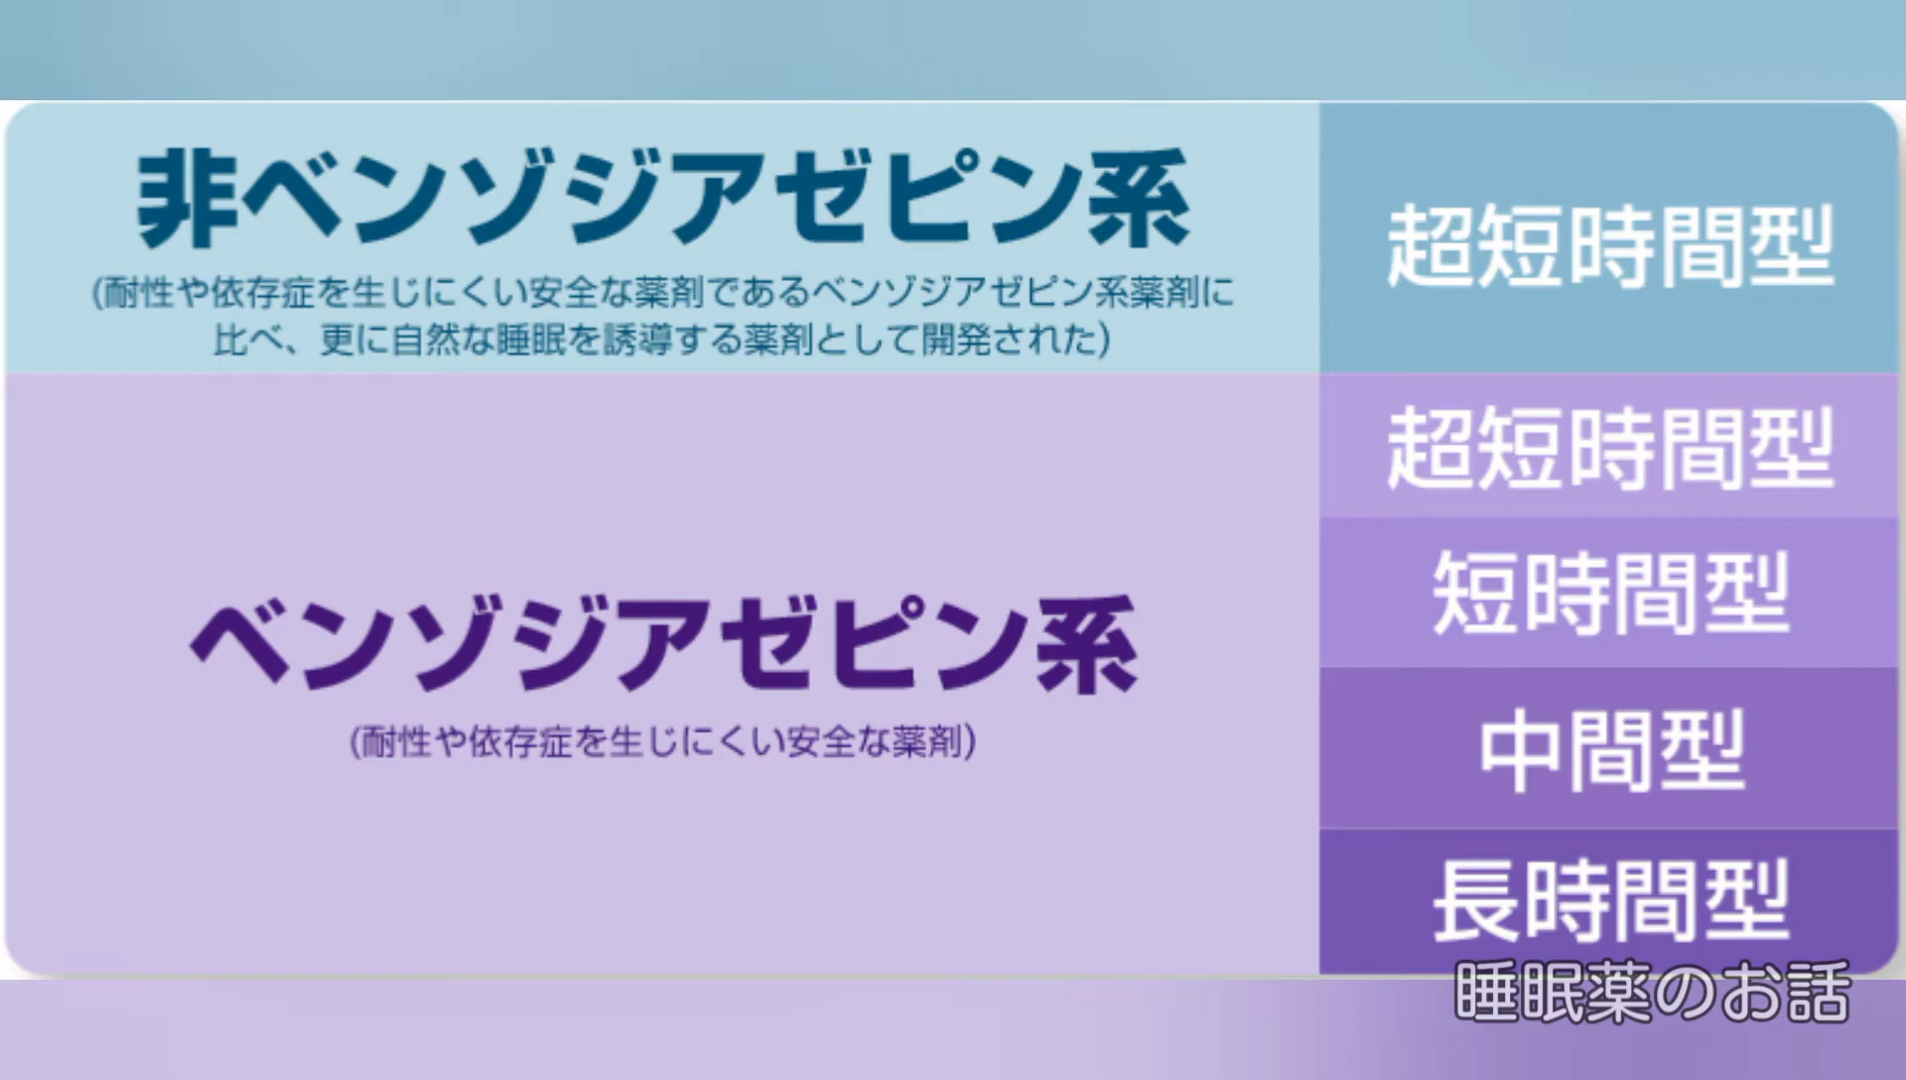 非ベンゾジアゼピン系
(耐性や依存症を生じにくい安全な薬剤であるベンゾジアゼピン系薬剤に
比べ、更に自然な睡眠を誘導する薬剤として開発された)
超短時間型
ベンゾジアゼピン系
(耐性や依存症を生じにくい安全な薬剤)
超短時間型
短時間型
中間型
長時間型
睡眠薬のお話